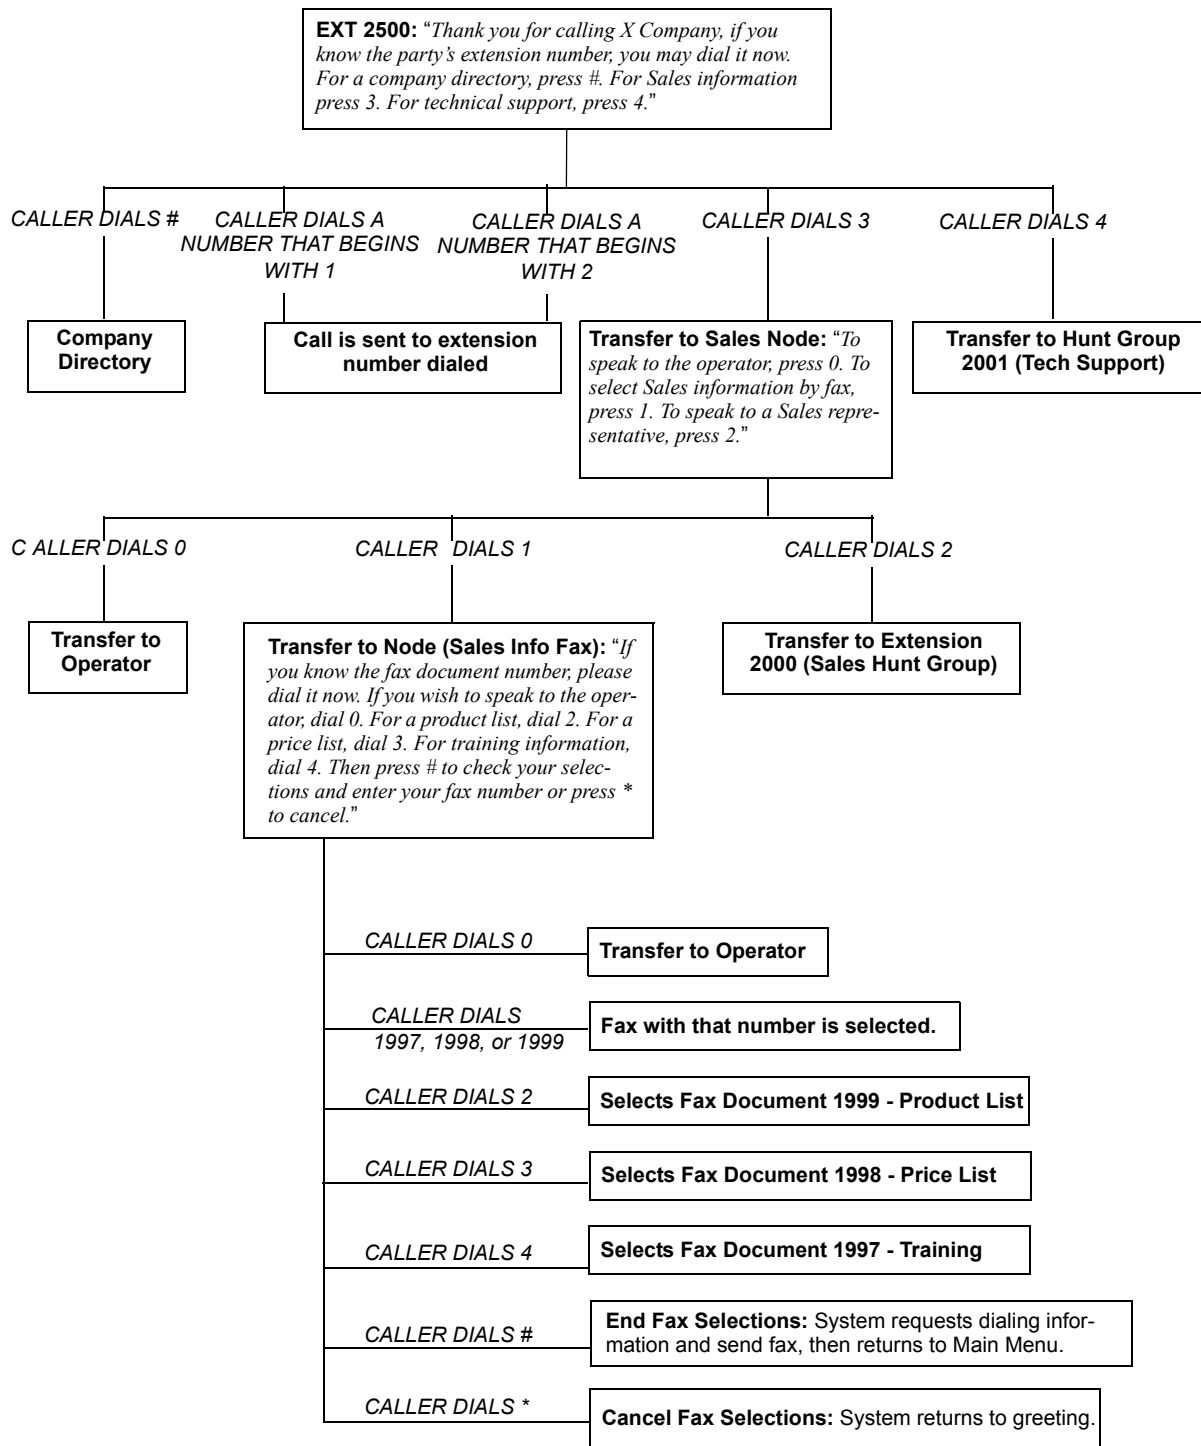 EXT 2500: “Thank you for calling X Company, if you
know the party’s extension number, you may dial it now.
For a company directory, press #. For Sales information
press 3. For technical support, press 4.”
CALLER DIALS #
CALLER DIALS A
NUMBER THAT BEGINS
WITH 1
CALLER DIALS A
NUMBER THAT BEGINS
WITH 2
CALLER DIALS 3
CALLER DIALS 4
Company
Directory
Call is sent to extension
number dialed
Transfer to Sales Node: “To
speak to the operator, press 0. To
select Sales information by fax,
press 1. To speak to a Sales repre-
sentative, press 2.”
Transfer to Hunt Group
2001 (Tech Support)
C ALLER DIALS 0
CALLER DIALS 1
CALLER DIALS 2
Transfer to
Operator
Transfer to Node (Sales Info Fax): “If
you know the fax document number, please
dial it now. If you wish to speak to the oper-
ator, dial 0. For a product list, dial 2. For a
price list, dial 3. For training information,
dial 4. Then press # to check your selec-
tions and enter your fax number or press *
to cancel.”
Transfer to Extension
2000 (Sales Hunt Group)
CALLER DIALS 0
Transfer to Operator
CALLER DIALS
1997, 1998, or 1999
Fax with that number is selected.
CALLER DIALS 2
Selects Fax Document 1999 - Product List
CALLER DIALS 3
Selects Fax Document 1998 - Price List
CALLER DIALS 4
Selects Fax Document 1997 - Training
CALLER DIALS #
End Fax Selections: System requests dialing infor-
mation and send fax, then returns to Main Menu.
CALLER DIALS *
Cancel Fax Selections: System returns to greeting.